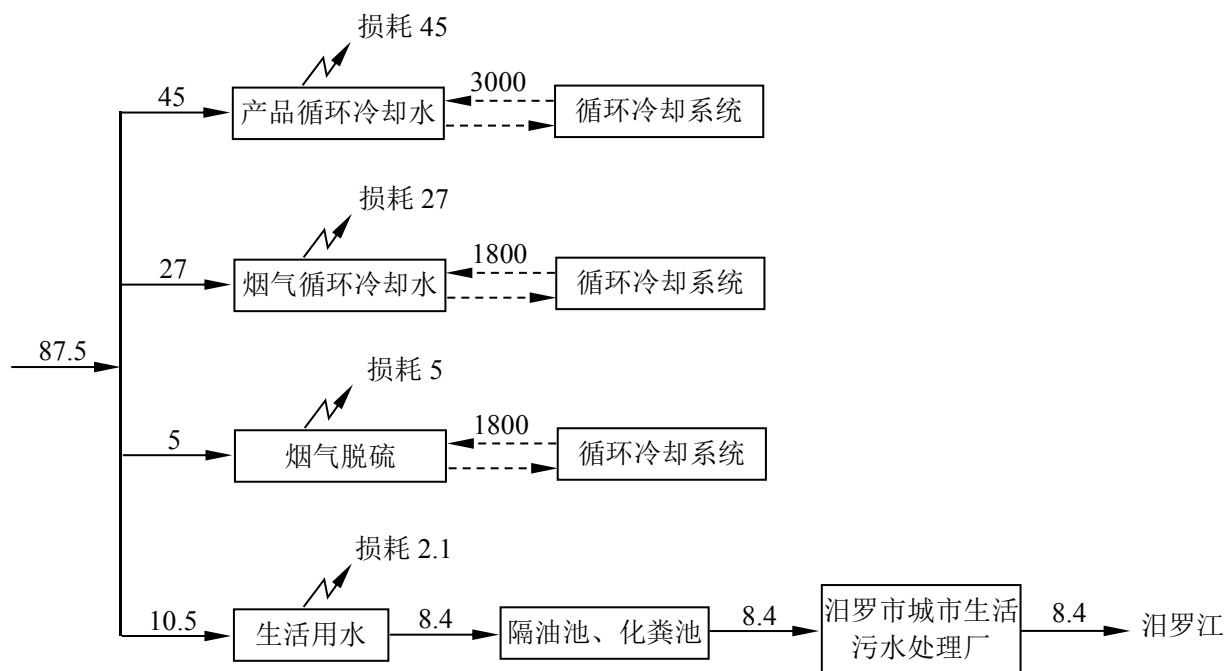 损耗 45
45
产品循环冷却水
3000
循环冷却系统
损耗 27
27
烟气循环冷却水
1800
循环冷却系统
87.5
损耗 5
5
烟气脱硫
1800
循环冷却系统
损耗 2.1
10.5
生活用水
8.4
隔油池、化粪池
8.4
汨罗市城市生活
污水处理厂
8.4
汨罗江